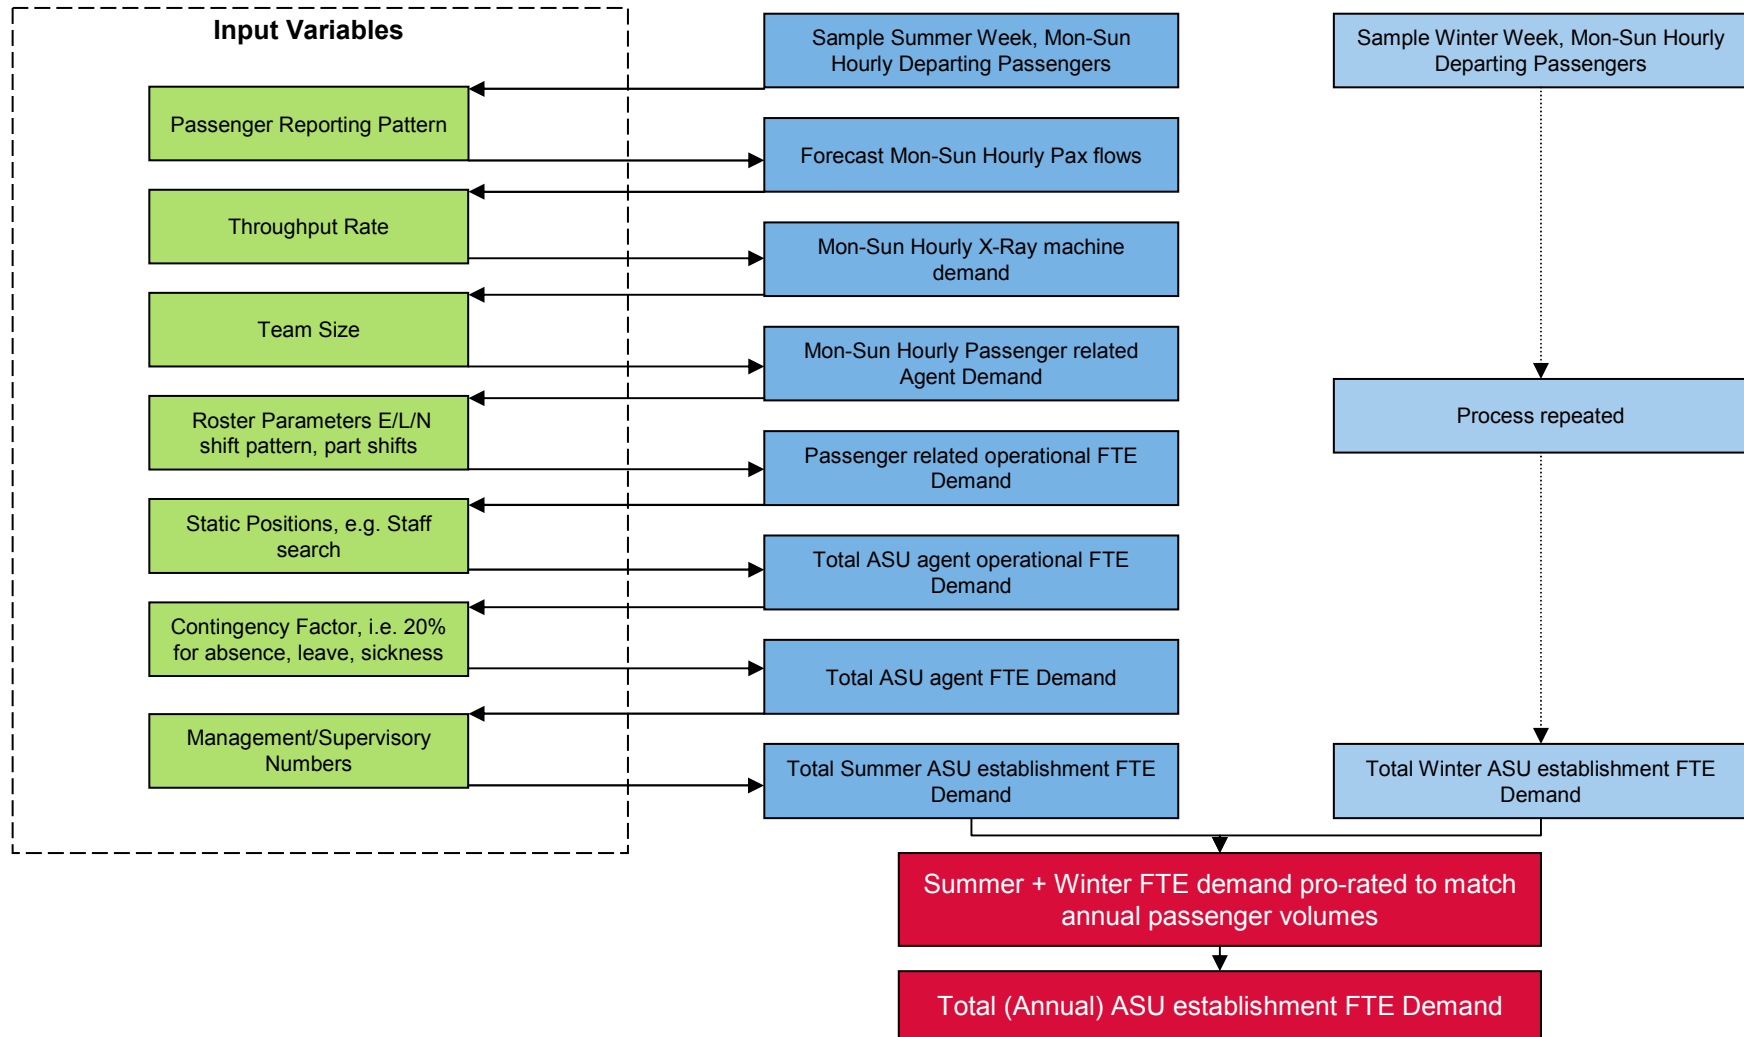 Input Variables
Sample Summer Week, Mon-Sun
Hourly Departing Passengers
Sample Winter Week, Mon-Sun Hourly
Departing Passengers
Passenger Reporting Pattern
Forecast Mon-Sun Hourly Pax flows
Throughput Rate
Mon-Sun Hourly X-Ray machine
demand
Team Size
Mon-Sun Hourly Passenger related
Agent Demand
Process repeated
Roster Parameters E/L/N
shift pattern, part shifts
Passenger related operational FTE
Demand
Static Positions, e.g. Staff
search
Total ASU agent operational FTE
Demand
Contingency Factor, i.e. 20%
for absence, leave, sickness
Total ASU agent FTE Demand
Management/Supervisory
Numbers
Total Summer ASU establishment FTE
Demand
Total Winter ASU establishment FTE
Demand
Summer + Winter FTE demand pro-rated to match
annual passenger volumes
Total (Annual) ASU establishment FTE Demand